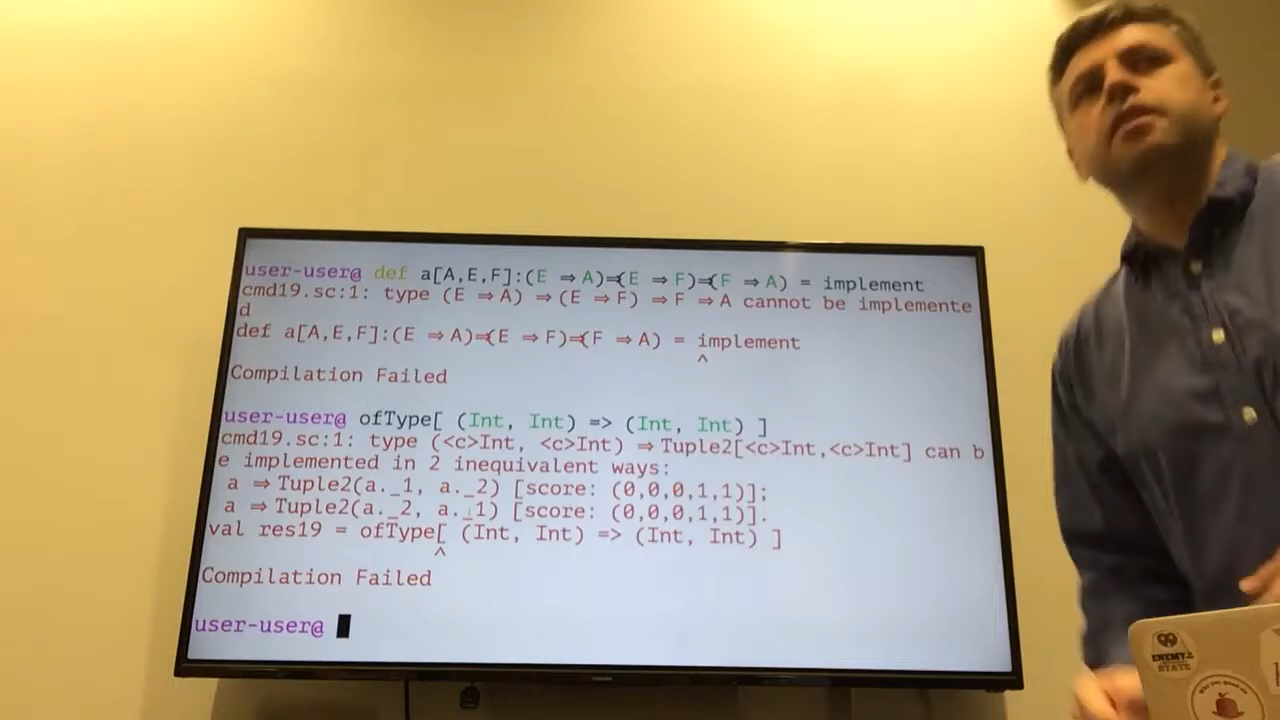 user-user@ def a[A,E,F]:(E ⇒ A)⇒(E ⇒ F)⇒(F ⇒ A) = implement
cmd19.sc:1: type (E ⇒ A) ⇒ (E ⇒ F) ⇒ F ⇒ A cannot be implemente
d
def a[A,E,F]:(E ⇒ A)⇒(E ⇒ F)⇒(F ⇒ A) = implement
^
Compilation Failed
user-user@ ofType[ (Int, Int) => (Int, Int) ]
cmd19.sc:1: type (<c>Int, <c>Int) ⇒ Tuple2[<c>Int,<c>Int] can b
e implemented in 2 inequivalent ways:
a ⇒ Tuple2(a._1, a._2) [score: (0,0,0,1,1)];
a ⇒ Tuple2(a._2, a._1) [score: (0,0,0,1,1)].
val res19 = ofType[ (Int, Int) => (Int, Int) ]
^
Compilation Failed
user-user@
TOSHIBA
ENEMY
STATE